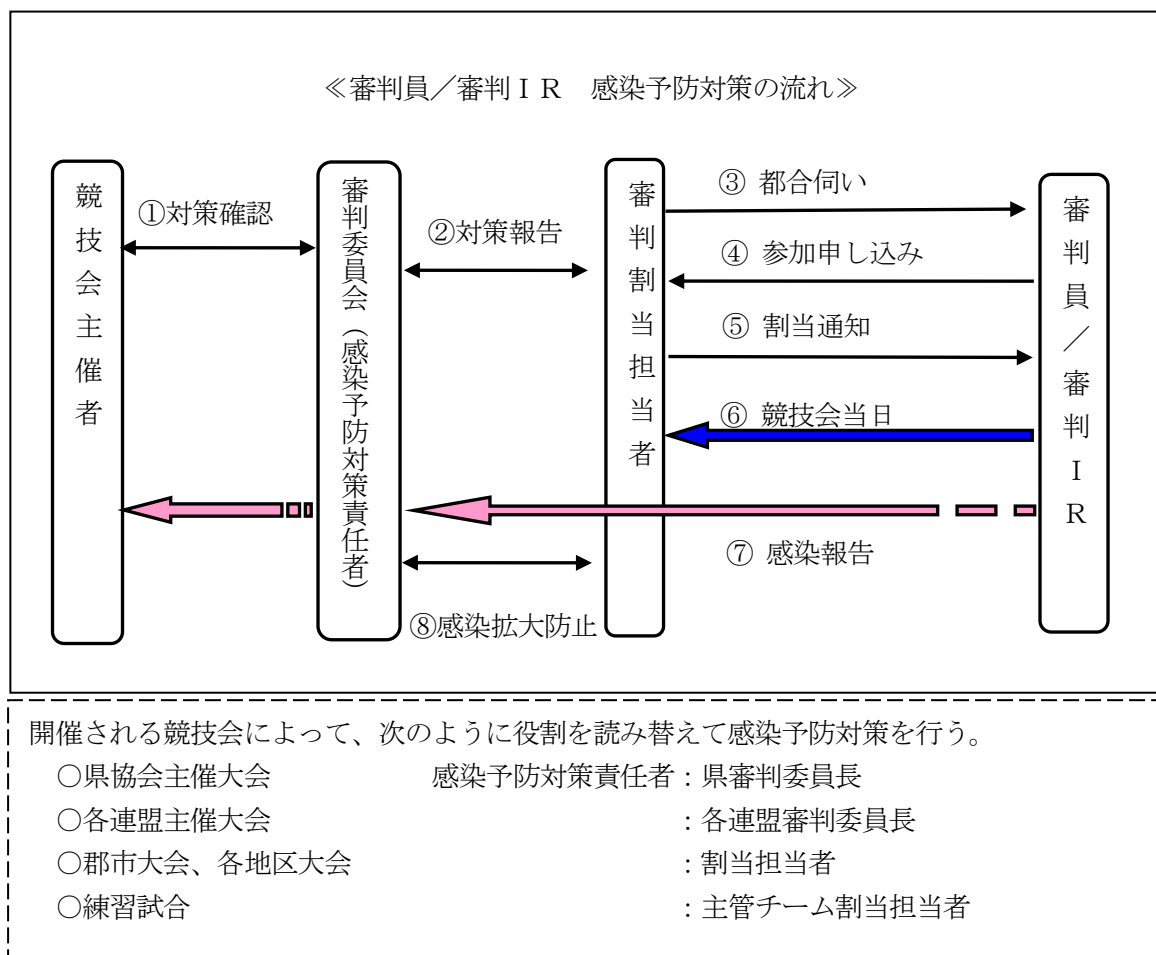 ≪審判員／審判ＩＲ　感染予防対策の流れ≫
競技会主催者
①対策確認
審判委員会（感染予防対策責任者）
②対策報告
審判割当担当者
③ 都合伺い
④ 参加申し込み
⑤ 割当通知
⑥ 競技会当日
⑦ 感染報告
⑧感染拡大防止
審判員／審判ＩＲ
開催される競技会によって、次のように役割を読み替えて感染予防対策を行う。
○県協会主催大会　感染予防対策責任者：県審判委員長
○各連盟主催大会　：各連盟審判委員長
○郡市大会、各地区大会　：割当担当者
○練習試合　：主管チーム割当担当者